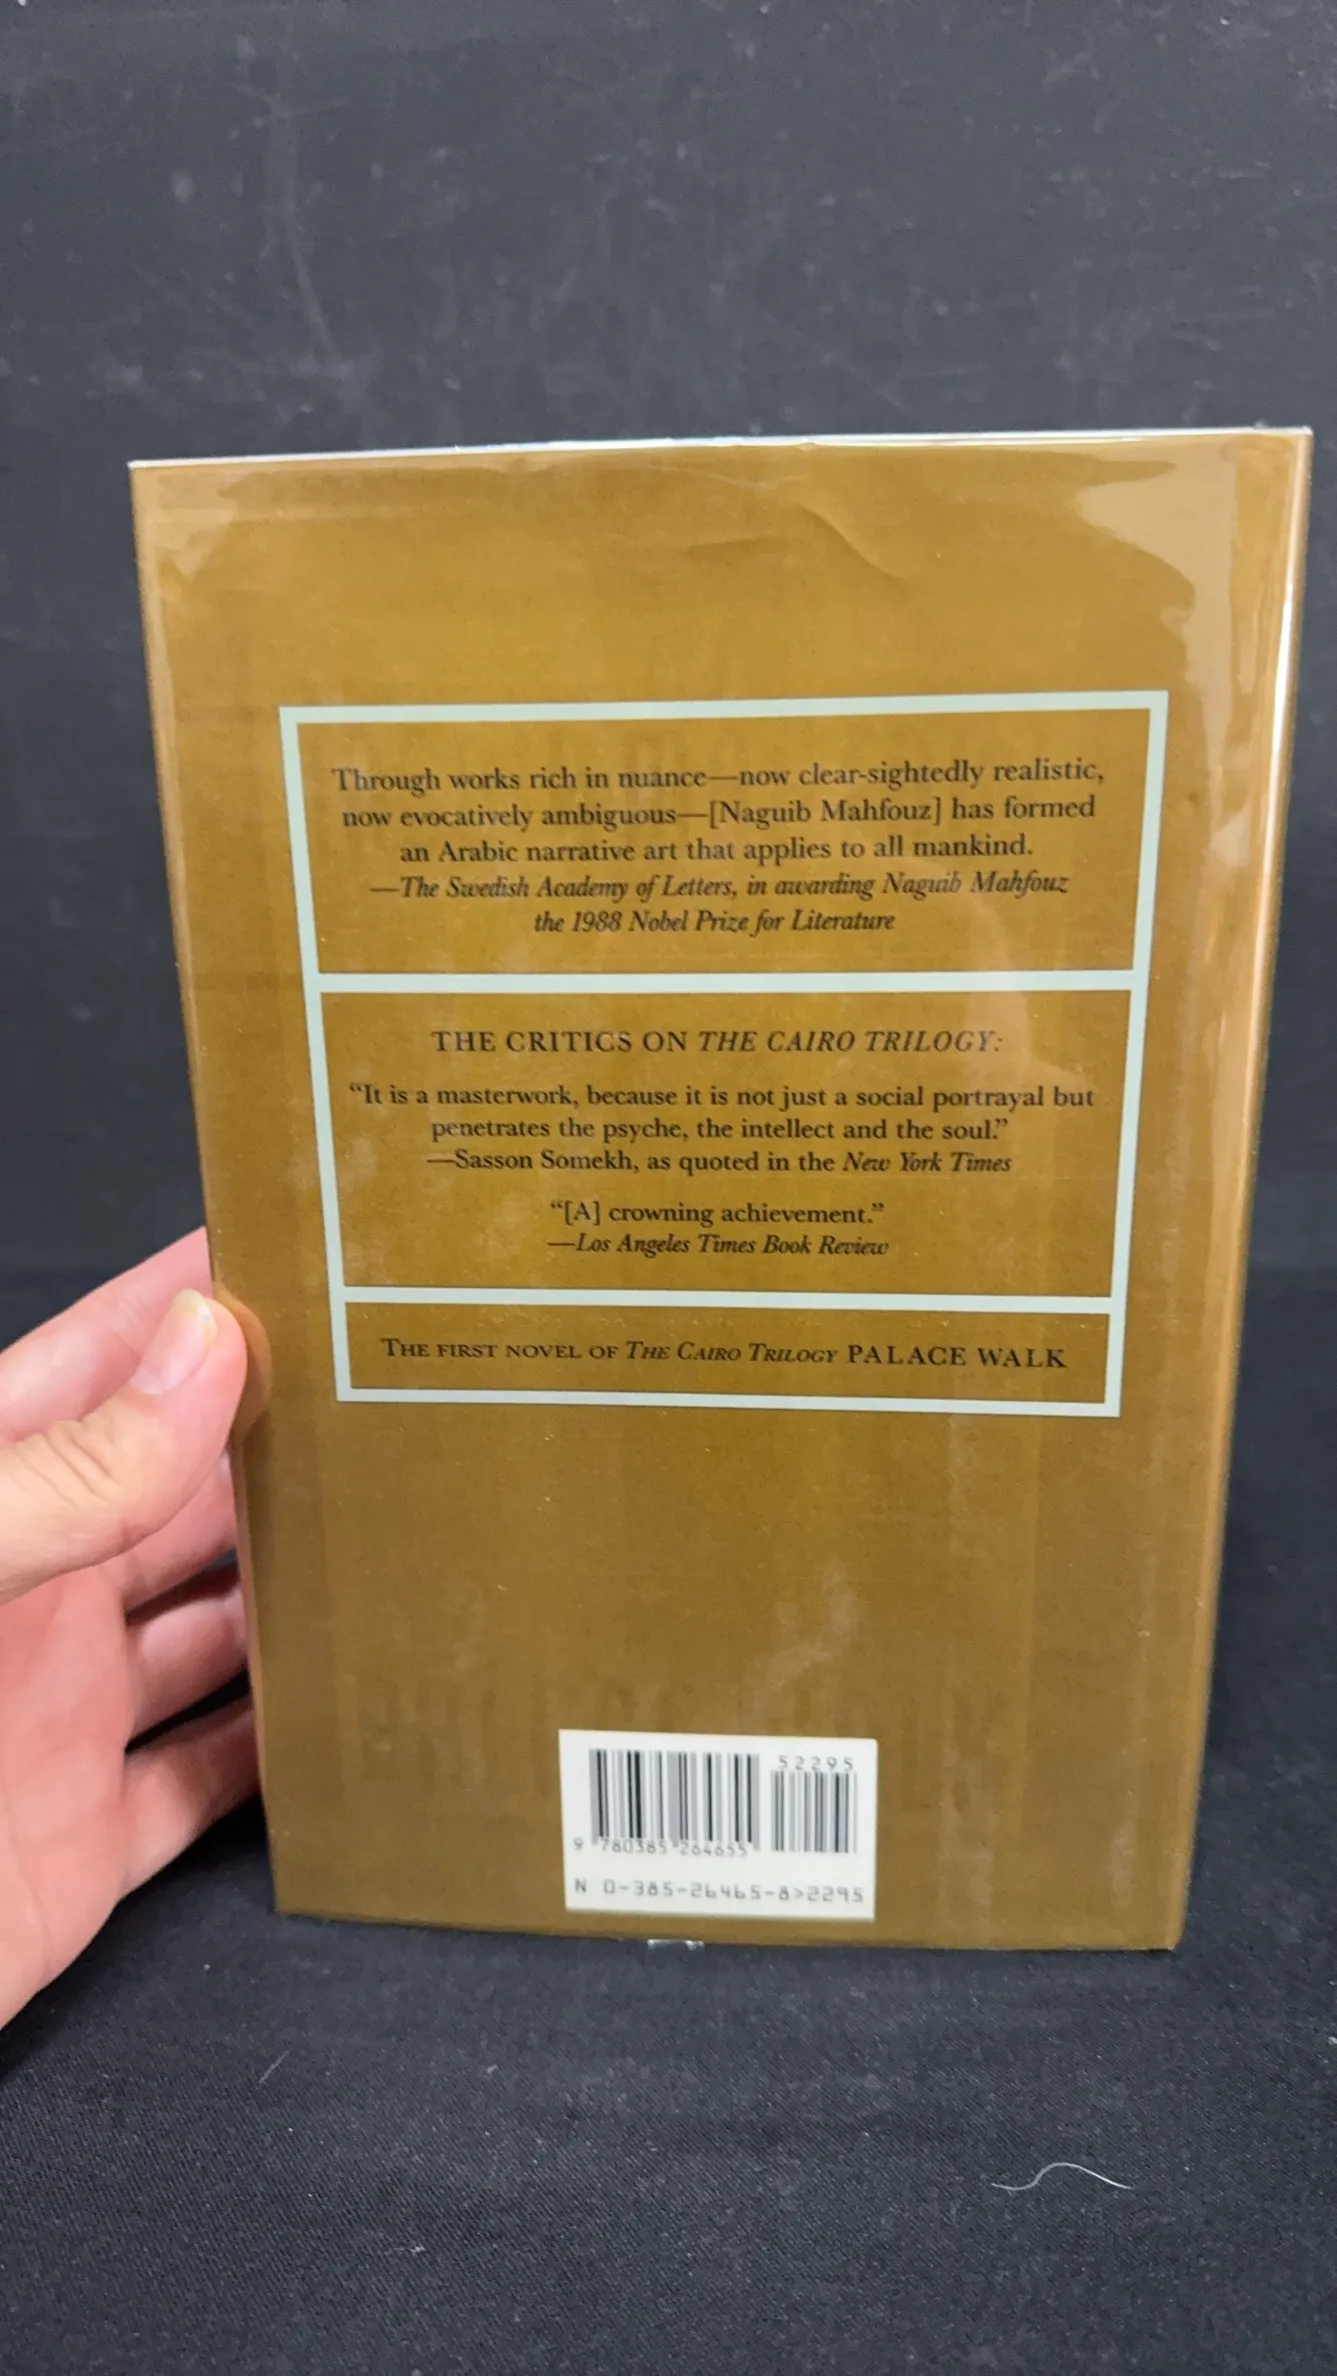 Through works rich in nuance—now clear-sightedly realistic,
now evocatively ambiguous—[Naguib Mahfouz] has formed
an Arabic narrative art that applies to all mankind.
—The Swedish Academy of Letters, in awarding Naguib Mahfouz
the 1988 Nobel Prize for Literature
THE CRITICS ON THE CAIRO TRILOGY:
“It is a masterwork, because it is not just a social portrayal but
penetrates the psyche, the intellect and the soul.”
—Sasson Somekh, as quoted in the New York Times
“[A] crowning achievement.”
—Los Angeles Times Book Review
THE FIRST NOVEL OF THE CAIRO TRILOGY PALACE WALK
52295
9 780385 264655
N 0-385-26465-8>2295